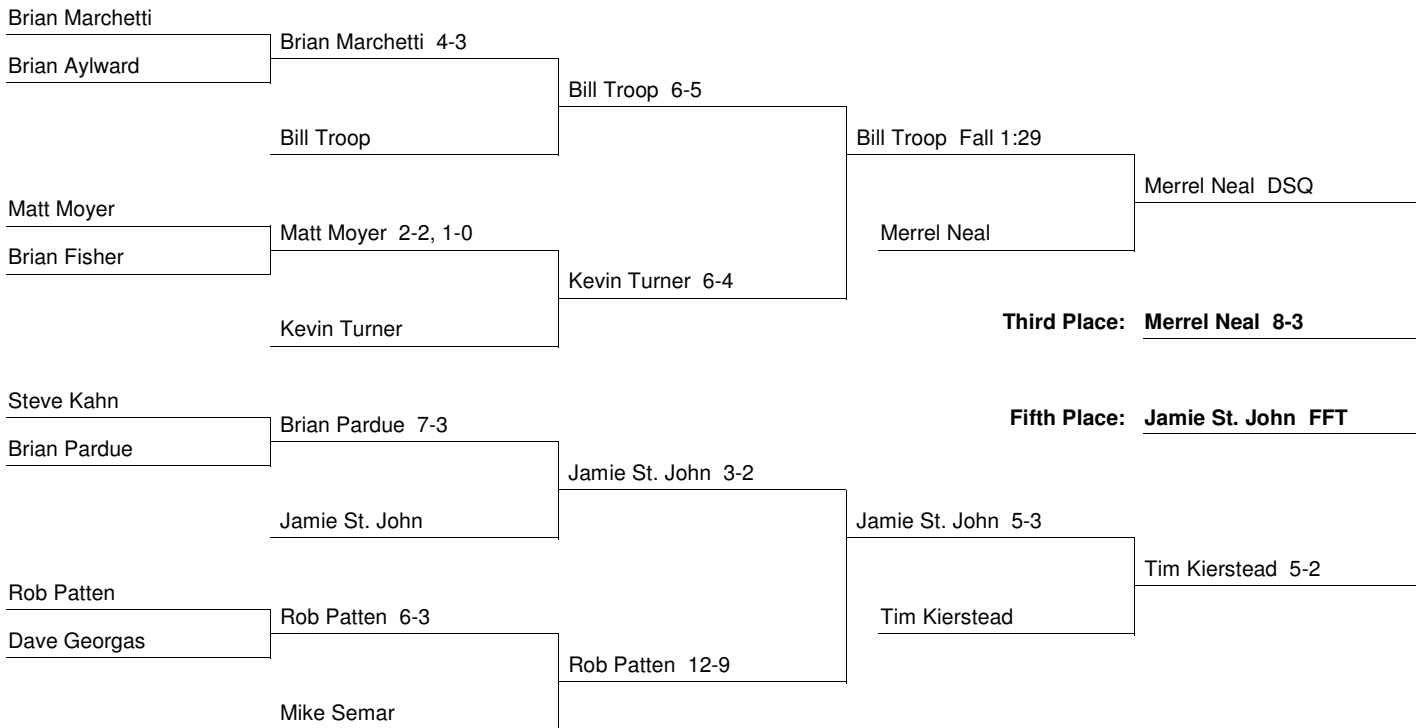 Brian Marchetti
Brian Marchetti 4-3
Brian Aylward
Bill Troop 6-5
Bill Troop
Bill Troop Fall 1:29
Merrel Neal DSQ
Matt Moyer
Matt Moyer 2-2, 1-0
Merrel Neal
Brian Fisher
Kevin Turner 6-4
Kevin Turner
Third Place: Merrel Neal 8-3
Steve Kahn
Brian Pardue 7-3
Fifth Place: Jamie St. John FFT
Brian Pardue
Jamie St. John 3-2
Jamie St. John
Jamie St. John 5-3
Tim Kierstead 5-2
Rob Patten
Rob Patten 6-3
Tim Kierstead
Dave Georgas
Rob Patten 12-9
Mike Semar